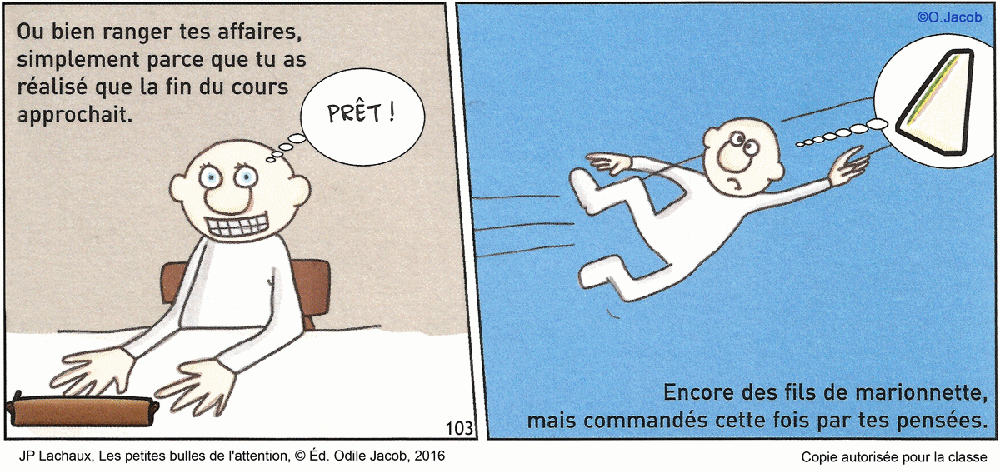 Ou bien ranger tes affaires,
simplement parce que tu as
réalisé que la fin du cours
approchait.
PRÊT !
103
©O.Jacob
Encore des fils de marionnette,
mais commandés cette fois par tes pensées.
JP Lachaux, Les petites bulles de l'attention, © Éd. Odile Jacob, 2016
Copie autorisée pour la classe